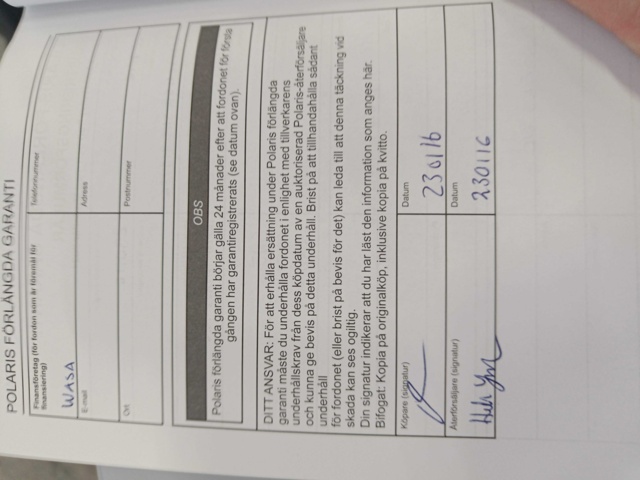 POLARIS FÖRLÄNGDA GARANTI
Finansföretag (för fordon som är föremål för finansiering)
Telefonnummer
WASA
E-mail
Adress
Ort
Postnummer
OBS
Polaris förlängda garanti börjar gälla 24 månader efter att fordonet för första
gången har garantiregistrerats (se datum ovan).
DITT ANSVAR: För att erhålla ersättning under Polaris förlängda
garanti måste du underhålla fordonet i enlighet med tillverkarens
underhållskrav från dess köpdatum av en auktoriserad Polaris-återförsäljare
och kunna ge bevis på detta underhåll. Brist på att tillhandahålla sådant
underhåll
för fordonet (eller brist på bevis för det) kan leda till att denna täckning vid
skada kan ses ogiltig.
Din signatur indikerar att du har läst den information som anges här.
Bifogat: Kopia på originalköp, inklusive kopia på kvitto.
Köpare (signatur)
Datum
230116
Återförsäljare (signatur)
Datum
230116